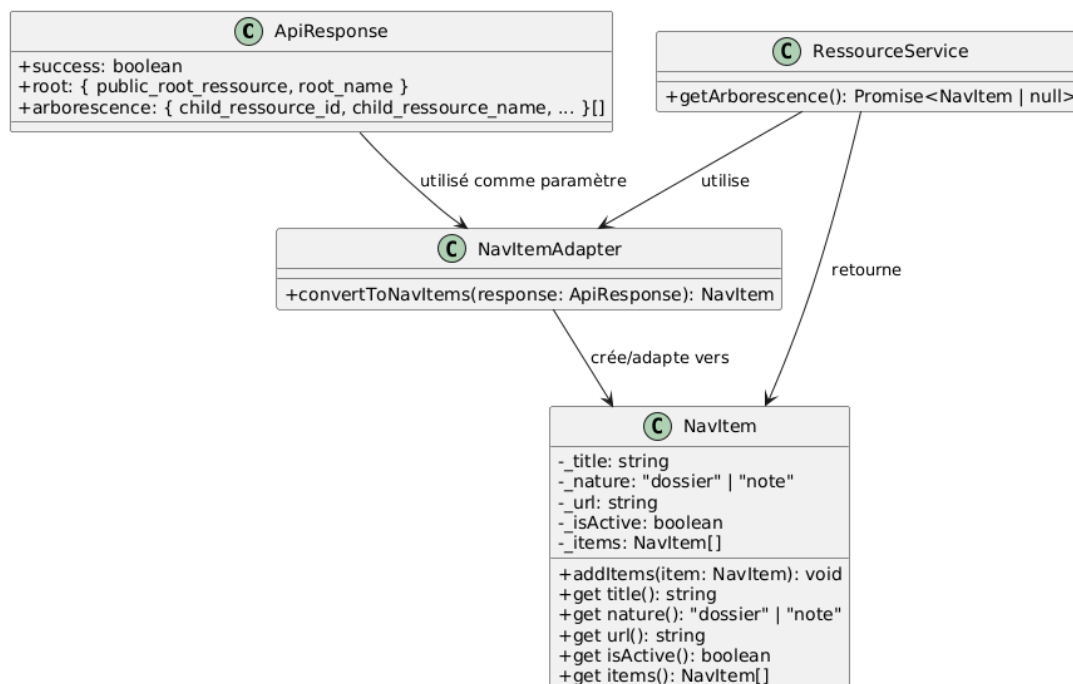 C ApiResponse
+success: boolean
+root: { public_root_ressource, root_name }
+arborescence: { child_ressource_id, child_ressource_name, ... }[]
C RessourceService
+getArborescence(): Promise<NavItem | null>
utilisé comme paramètre
utilise
C NavItemAdapter
+convertToNavItems(response: ApiResponse): NavItem
retourne
crée/adapte vers
C NavItem
-_title: string
-_nature: "dossier" | "note"
-_url: string
-_isActive: boolean
-_items: NavItem[]
+addItems(item: NavItem): void
+get title(): string
+get nature(): "dossier" | "note"
+get url(): string
+get isActive(): boolean
+get items(): NavItem[]